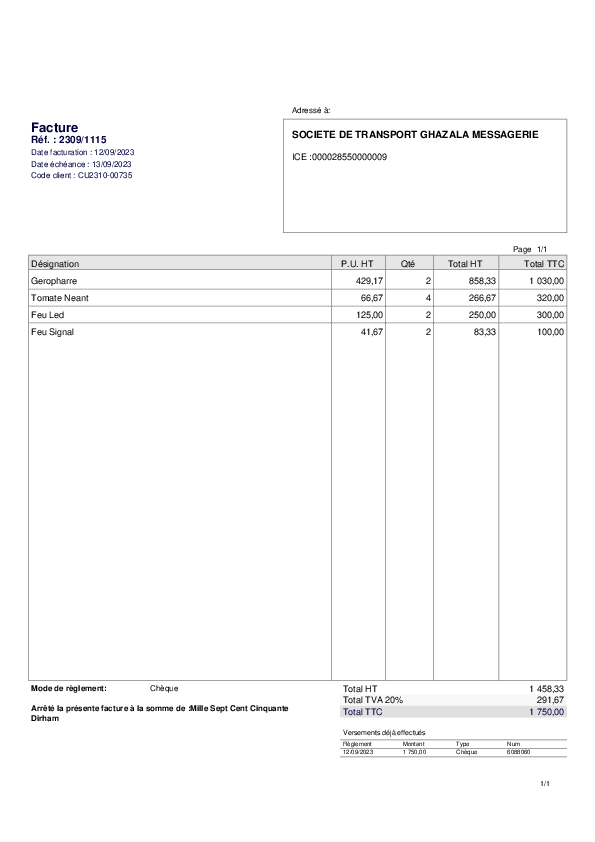 Adressé à:
Facture
Réf. : 2309/1115
Date facturation : 12/09/2023
Date échéance : 13/09/2023
Code client : CU2310-00735
SOCIETE DE TRANSPORT GHAZALA MESSAGERIE
ICE :000028550000009
Page 1/1
Désignation P.U. HT Qté Total HT Total TTC
Geropharre 429,17 2 858,33 1 030,00
Tomate Neant 66,67 4 266,67 320,00
Feu Led 125,00 2 250,00 300,00
Feu Signal 41,67 2 83,33 100,00
Mode de règlement: Chèque
Arrêté la présente facture à la somme de :Mille Sept Cent Cinquante
Dirham
Total HT 1 458,33
Total TVA 20% 291,67
Total TTC 1 750,00
Versements déjà effectués
Règlement Montant Type Num
12/09/2023 1 750,00 Chèque 6088060
1/1